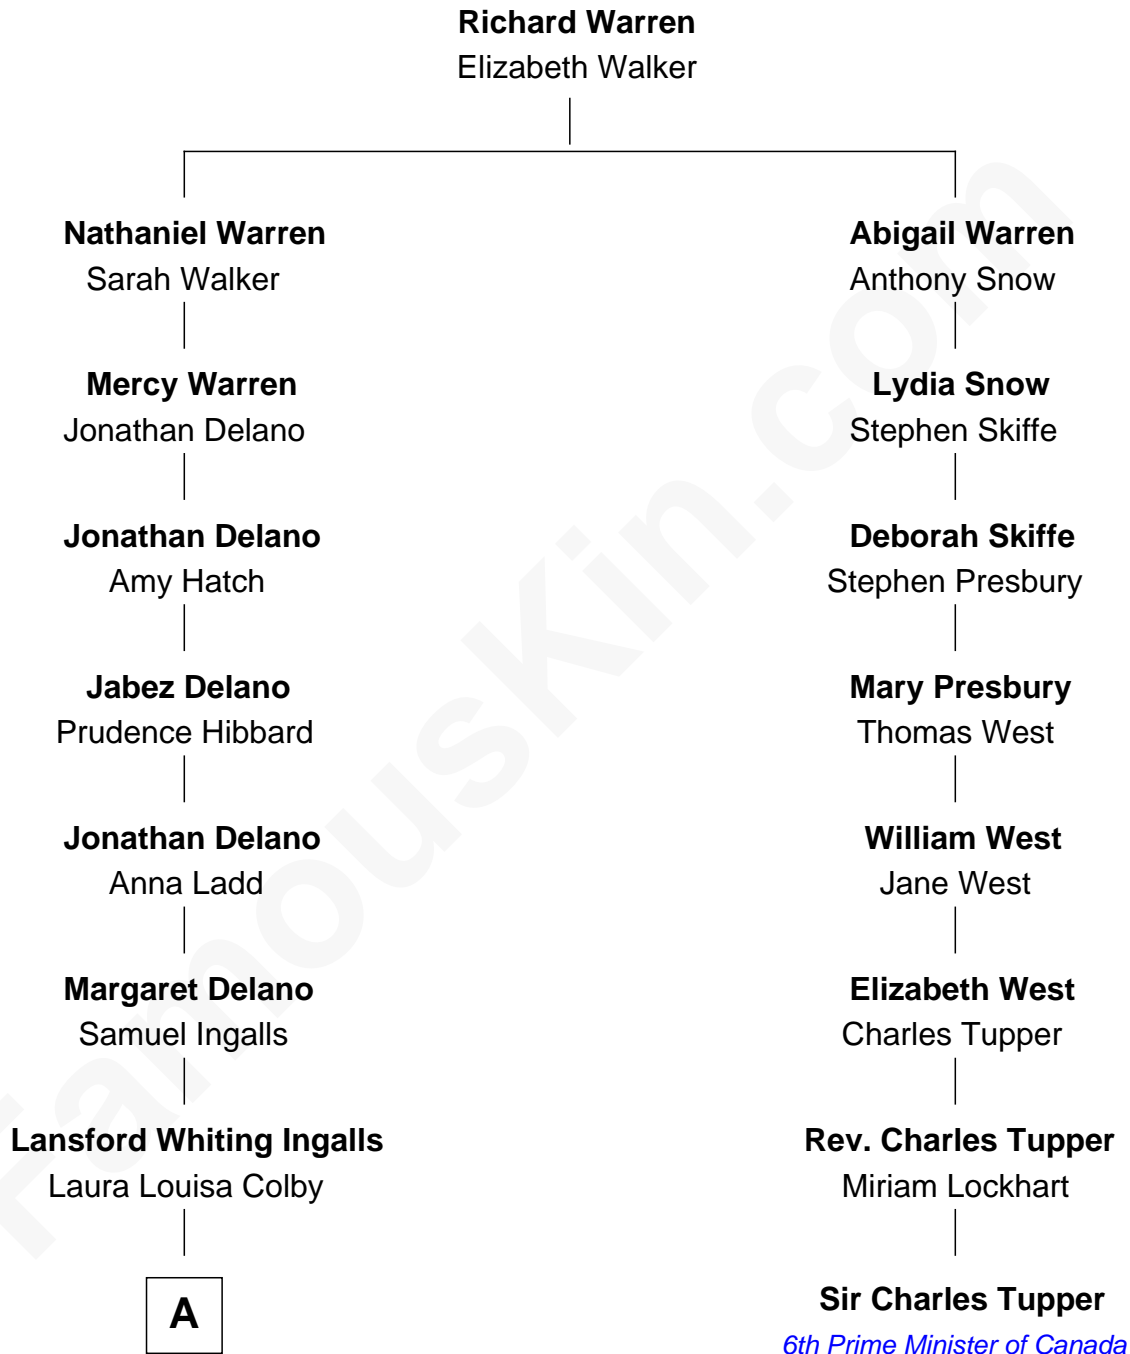 Richard Warren
Elizabeth Walker
Nathaniel Warren
Sarah Walker
Abigail Warren
Anthony Snow
Mercy Warren
Jonathan Delano
Lydia Snow
Stephen Skiffe
Jonathan Delano
Amy Hatch
Deborah Skiffe
Stephen Presbury
Jabez Delano
Prudence Hibbard
Mary Presbury
Thomas West
Jonathan Delano
Anna Ladd
William West
Jane West
Margaret Delano
Samuel Ingalls
Elizabeth West
Charles Tupper
Lansford Whiting Ingalls
Laura Louisa Colby
Rev. Charles Tupper
Miriam Lockhart
A
Sir Charles Tupper
6th Prime Minister of Canada
FamousKin.com